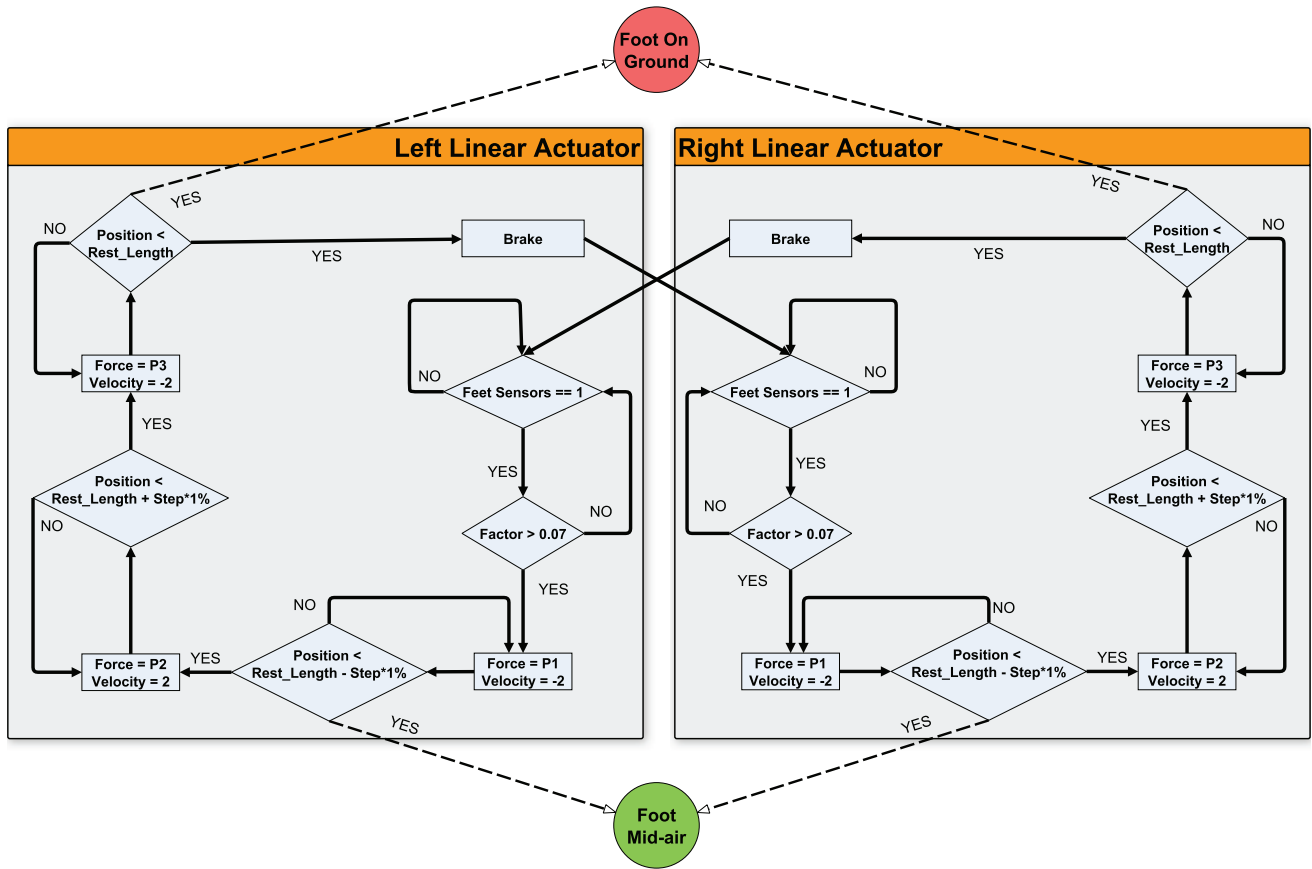 Foot On
Ground
Left Linear Actuator
Right Linear Actuator
YES
YES
NO
Position <
Rest_Length
YES
Brake
Brake
YES
Position <
Rest_Length
NO
Force = P3
Velocity = -2
NO
Feet Sensors == 1
Feet Sensors == 1
NO
Force = P3
Velocity = -2
YES
YES
Position <
Rest_Length + Step*1%
NO
YES
Factor > 0.07
NO
YES
NO
Factor > 0.07
Position <
Rest_Length + Step*1%
NO
YES
YES
NO
Force = P2
Velocity = 2
YES
Position <
Rest_Length - Step*1%
Force = P1
Velocity = -2
Force = P1
Velocity = -2
NO
Position <
Rest_Length - Step*1%
YES
Force = P2
Velocity = 2
YES
YES
Foot
Mid-air